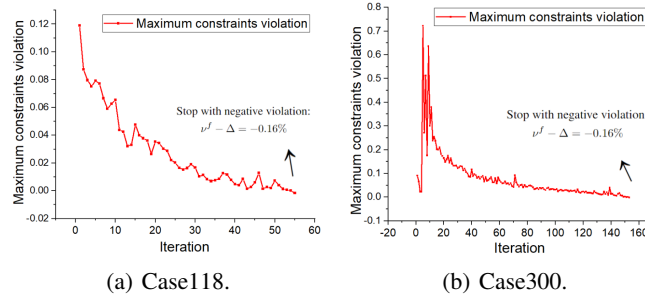 Maximum constraints violation
0.12
0.10
0.08
0.06
0.04
0.02
0.00
-0.02
Maximum constraints violation
Stop with negative violation:
ν^f − Δ = −0.16%
0 10 20 30 40 50 60
Iteration
(a) Case118.
Maximum constraints violation
0.8
0.7
0.6
0.5
0.4
0.3
0.2
0.1
0.0
-0.1
Maximum constraints violation
Stop with negative violation
ν^f − Δ = −0.16%
-20 0 20 40 60 80 100 120 140 160
Iteration
(b) Case300.